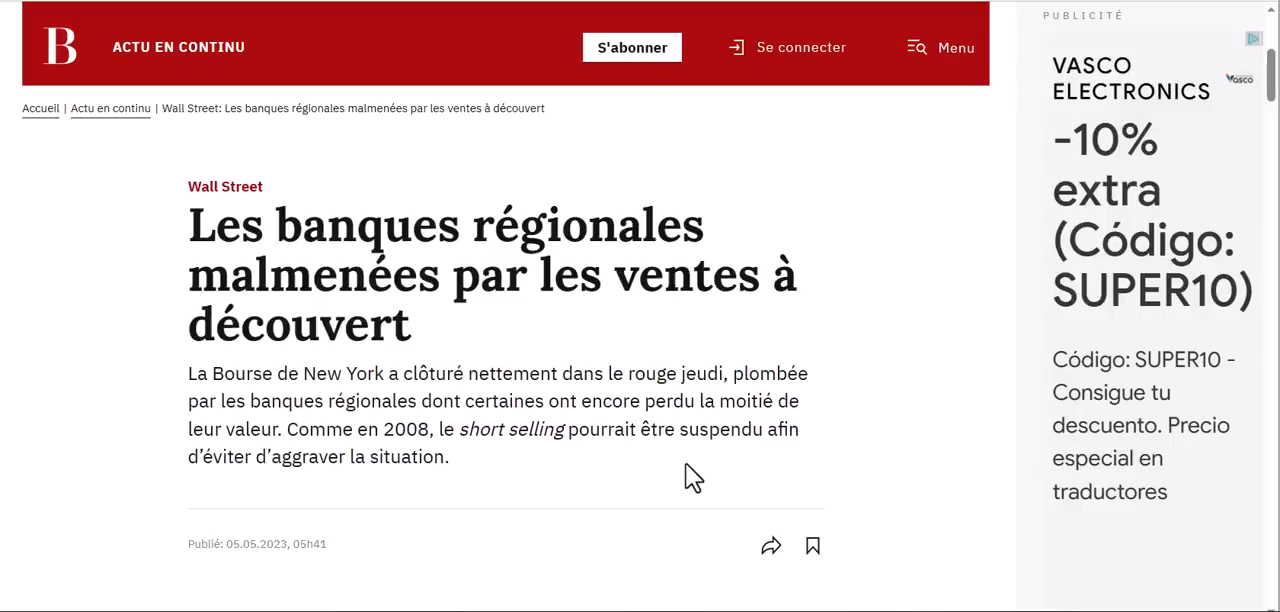 B ACTU EN CONTINU S'abonner Se connecter Menu
Accueil | Actu en continu | Wall Street: Les banques régionales malmenées par les ventes à découvert
Wall Street
Les banques régionales
malmenées par les ventes à
découvert
La Bourse de New York a clôturé nettement dans le rouge jeudi, plombée
par les banques régionales dont certaines ont encore perdu la moitié de
leur valeur. Comme en 2008, le short selling pourrait être suspendu afin
d’éviter d’aggraver la situation.
Publié: 05.05.2023, 05h41
PUBLICITÉ
VASCO
ELECTRONICS
vasco
-10%
extra
(Código:
SUPER10)
Código: SUPER10 -
Consigue tu
descuento. Precio
especial en
traductores